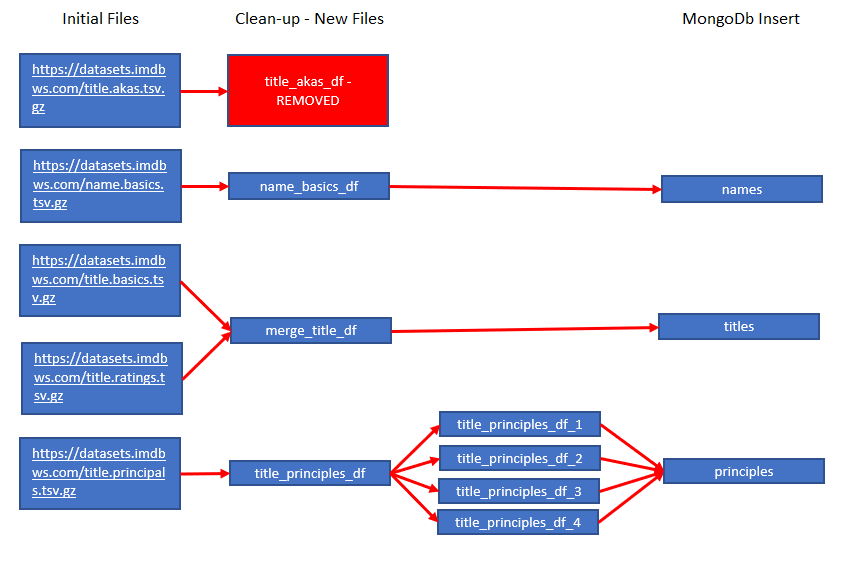 Initial Files
Clean-up - New Files
MongoDb Insert
https://datasets.imdb
ws.com/title.akas.tsv.
gz
title_akas_df -
REMOVED
https://datasets.imdb
ws.com/name.basics.
tsv.gz
name_basics_df
names
https://datasets.imdb
ws.com/title.basics.ts
v.gz
merge_title_df
titles
https://datasets.imdb
ws.com/title.ratings.t
sv.gz
https://datasets.imdb
ws.com/title.principal
s.tsv.gz
title_principles_df
title_principles_df_1
title_principles_df_2
title_principles_df_3
title_principles_df_4
principles